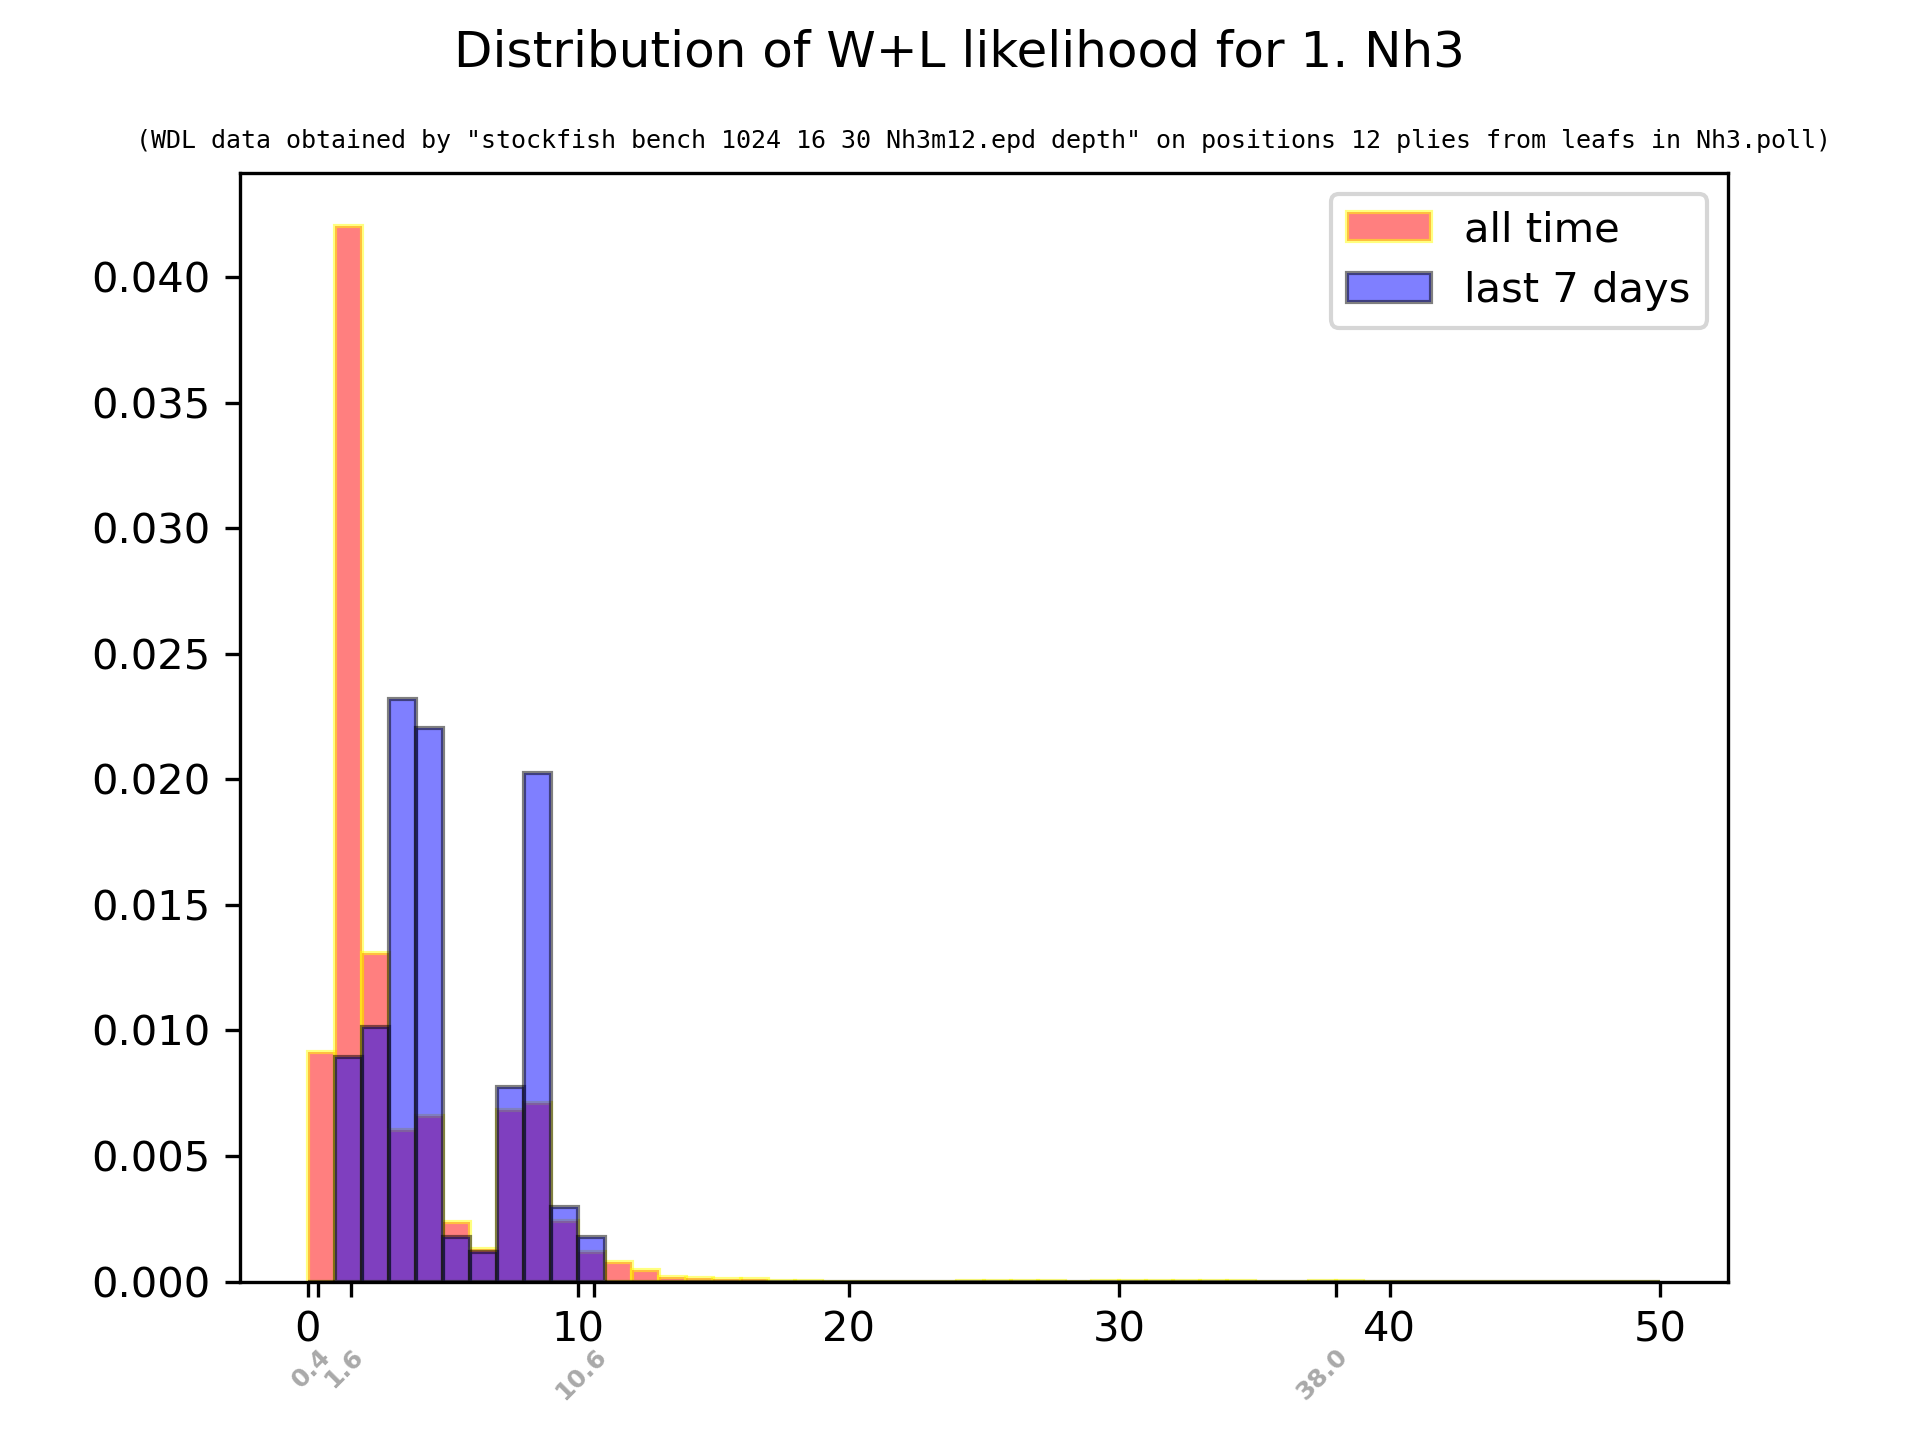 Distribution of W+L likelihood for 1. Nh3
(WDL data obtained by "stockfish bench 1024 16 30 Nh3m12.epd depth" on positions 12 plies from leafs in Nh3.poll)
all time
last 7 days
0.040
0.035
0.030
0.025
0.020
0.015
0.010
0.005
0.000
0 10 20 30 40 50
0.4 1.6 10.6 38.0